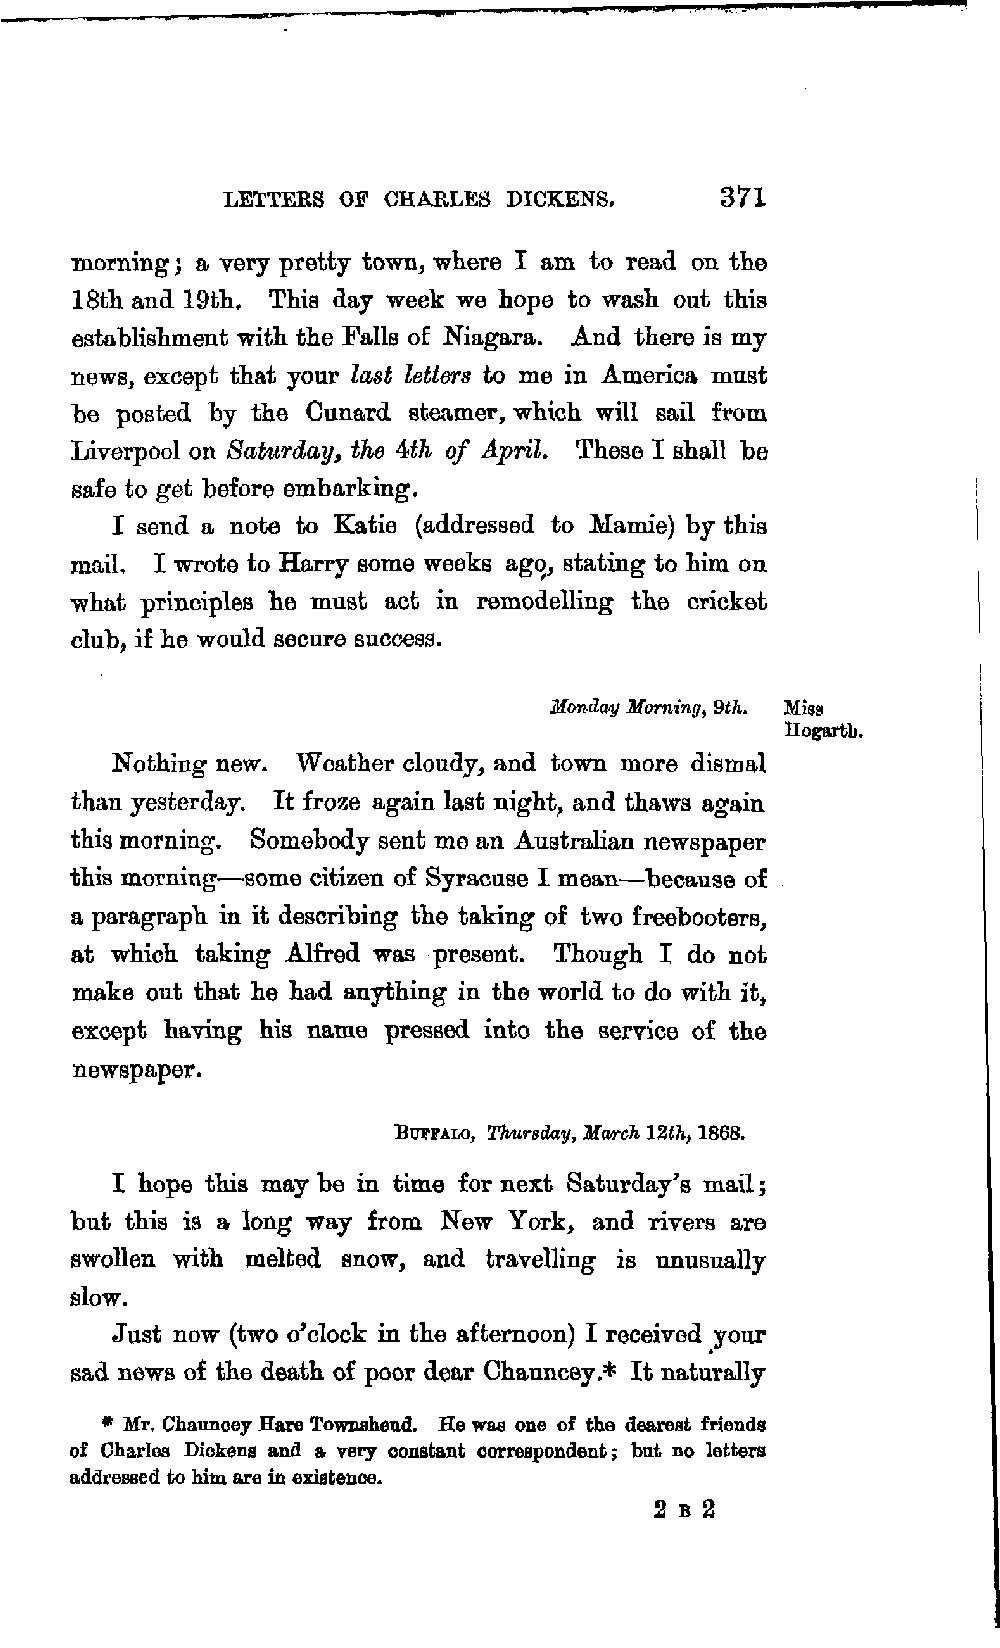 LETTERS OF CHARLES DICKENS. 371
morning; a very pretty town, where I am to read on the
18th and 19th. This day week we hope to wash out this
establishment with the Falls of Niagara. And there is my
news, except that your last letters to me in America must
be posted by the Cunard steamer, which will sail from
Liverpool on Saturday, the 4th of April. These I shall be
safe to get before embarking.
I send a note to Katie (addressed to Mamie) by this
mail. I wrote to Harry some weeks ago, stating to him on
what principles he must act in remodelling the cricket
club, if he would secure success.
Monday Morning, 9th. Miss
Hogarth.
Nothing new. Weather cloudy, and town more dismal
than yesterday. It froze again last night, and thaws again
this morning. Somebody sent me an Australian newspaper
this morning—some citizen of Syracuse I mean—because of
a paragraph in it describing the taking of two freebooters,
at which taking Alfred was present. Though I do not
make out that he had anything in the world to do with it,
except having his name pressed into the service of the
newspaper.
BUFFALO, Thursday, March 12th, 1868.
I hope this may be in time for next Saturday's mail;
but this is a long way from New York, and rivers are
swollen with melted snow, and travelling is unusually
slow.
Just now (two o'clock in the afternoon) I received your
sad news of the death of poor dear Chauncey.* It naturally
* Mr. Chauncey Hare Townshend. He was one of the dearest friends
of Charles Dickens and a very constant correspondent; but no letters
addressed to him are in existence.
2 B 2